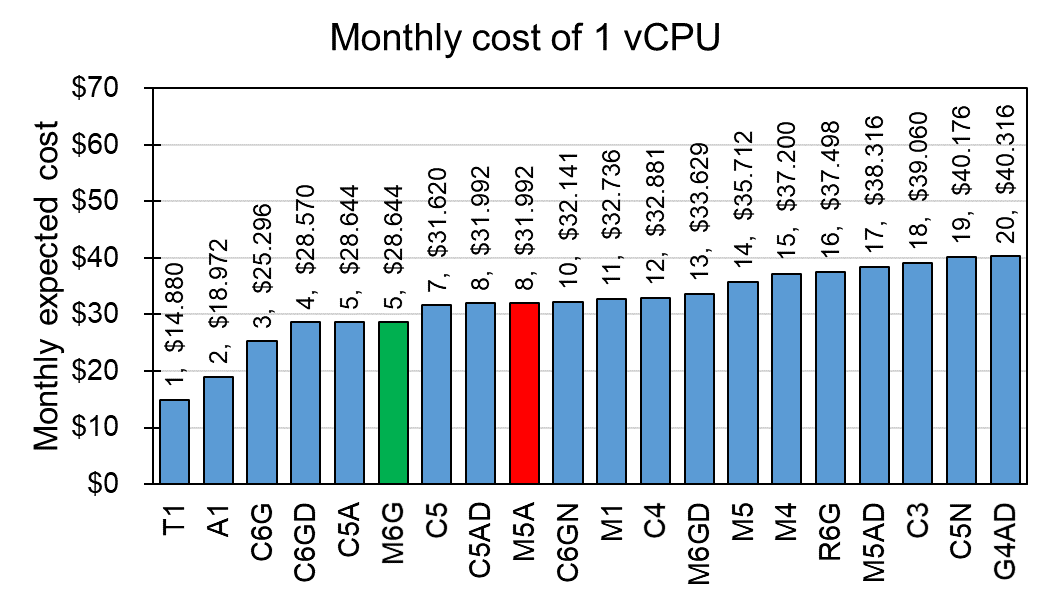 Monthly cost of 1 vCPU
Monthly expected cost
$70
$60
$50
$40
$30
$20
$10
$0
1, $14.880
2, $18.972
3, $25.296
4, $28.570
5, $28.644
5, $28.644
7, $31.620
8, $31.992
8, $31.992
10, $32.141
11, $32.736
12, $32.881
13, $33.629
14, $35.712
15, $37.200
16, $37.498
17, $38.316
18, $39.060
19, $40.176
20, $40.316
T1
A1
C6G
C6GD
C5A
M6G
C5
C5AD
M5A
C6GN
M1
C4
M6GD
M5
M4
R6G
M5AD
C3
C5N
G4AD